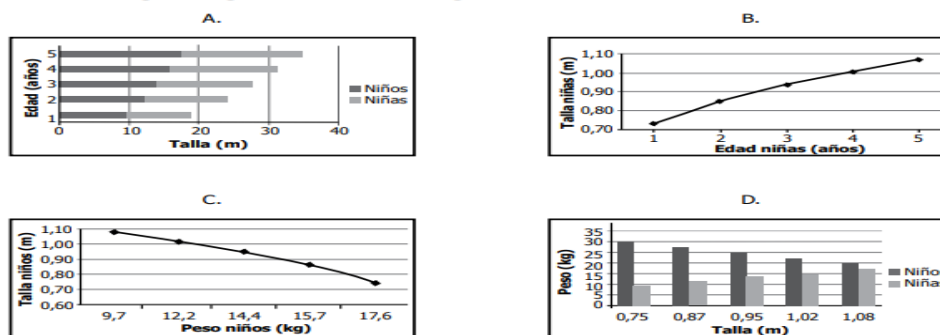 A.
Edad (años)
5
4
3
2
1
0 10 20 30 40
Talla (m)
Niños
Niñas
B.
Talla niñas (m)
1,10
1,00
0,90
0,80
0,70
1 2 3 4 5
Edad niñas (años)
C.
Talla niños (m)
1,10
1,00
0,80
0,80
0,60
9,7 12,2 14,4 15,7 17,6
Peso niños (kg)
D.
Peso (kg)
35
30
25
20
15
10
5
0
0,75 0,87 0,95 1,02 1,08
Talla (m)
Niño
Niñas